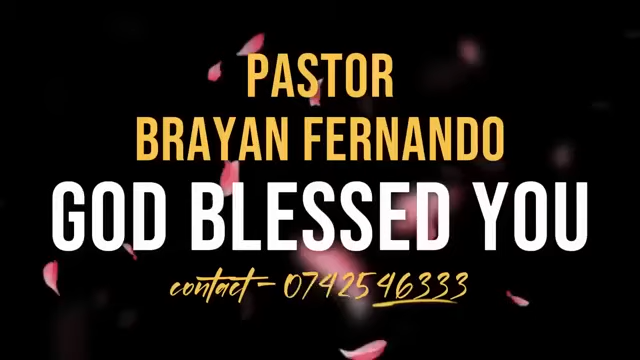 PASTOR
BRAYAN FERNANDO
GOD BLESSED YOU
contact - 0742546333